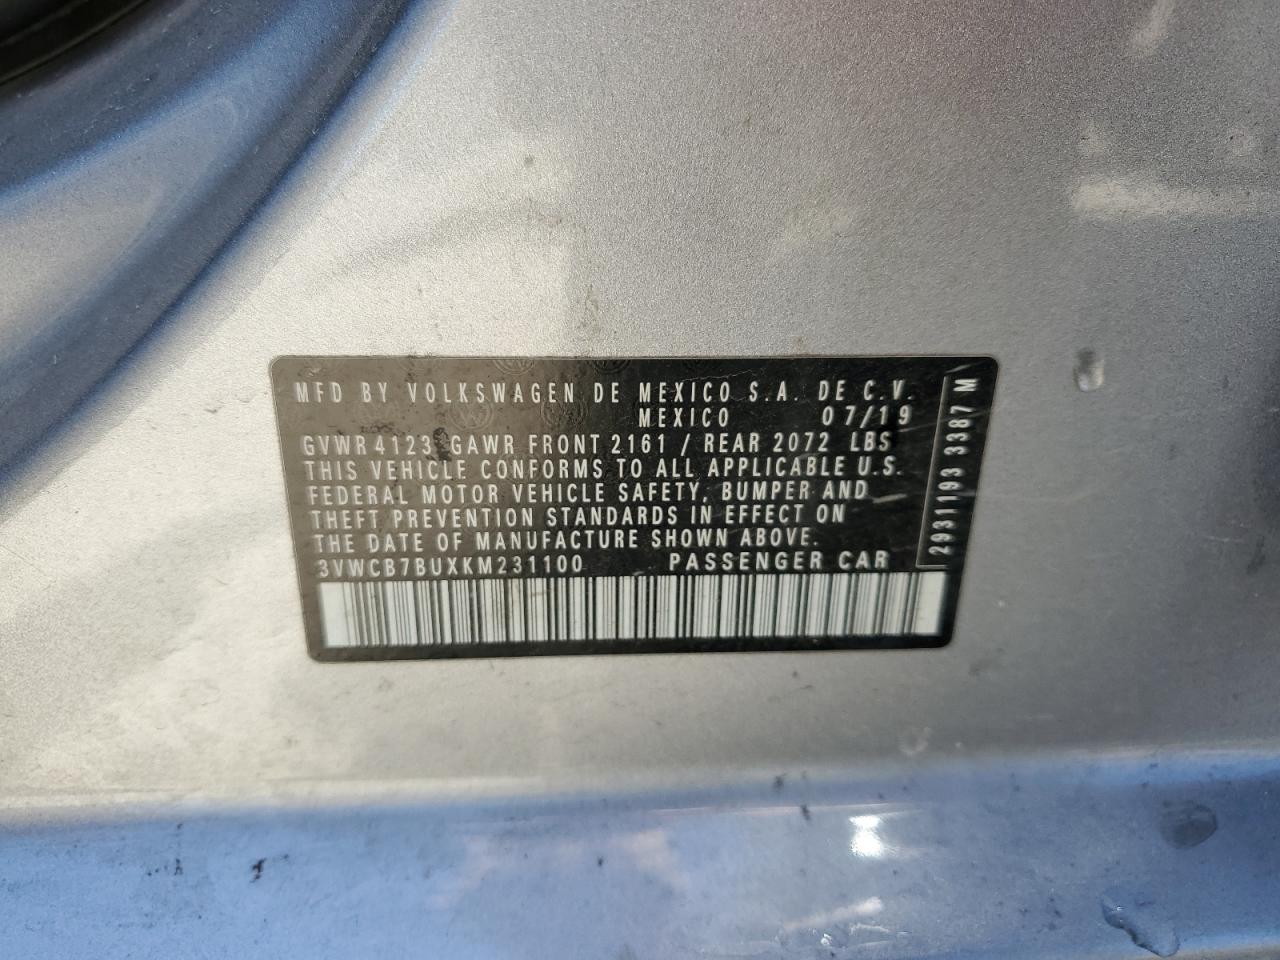 MFD BY VOLKSWAGEN DE MEXICO S.A. DE C.V.
MEXICO 07/19
GVWR 4123 GAWR FRONT 2161 / REAR 2072 LBS
THIS VEHICLE CONFORMS TO ALL APPLICABLE U.S.
FEDERAL MOTOR VEHICLE SAFETY, BUMPER AND
THEFT PREVENTION STANDARDS IN EFFECT ON
THE DATE OF MANUFACTURE SHOWN ABOVE.
3VWCB7BUXKM231100 PASSENGER CAR
2931193 3387 M